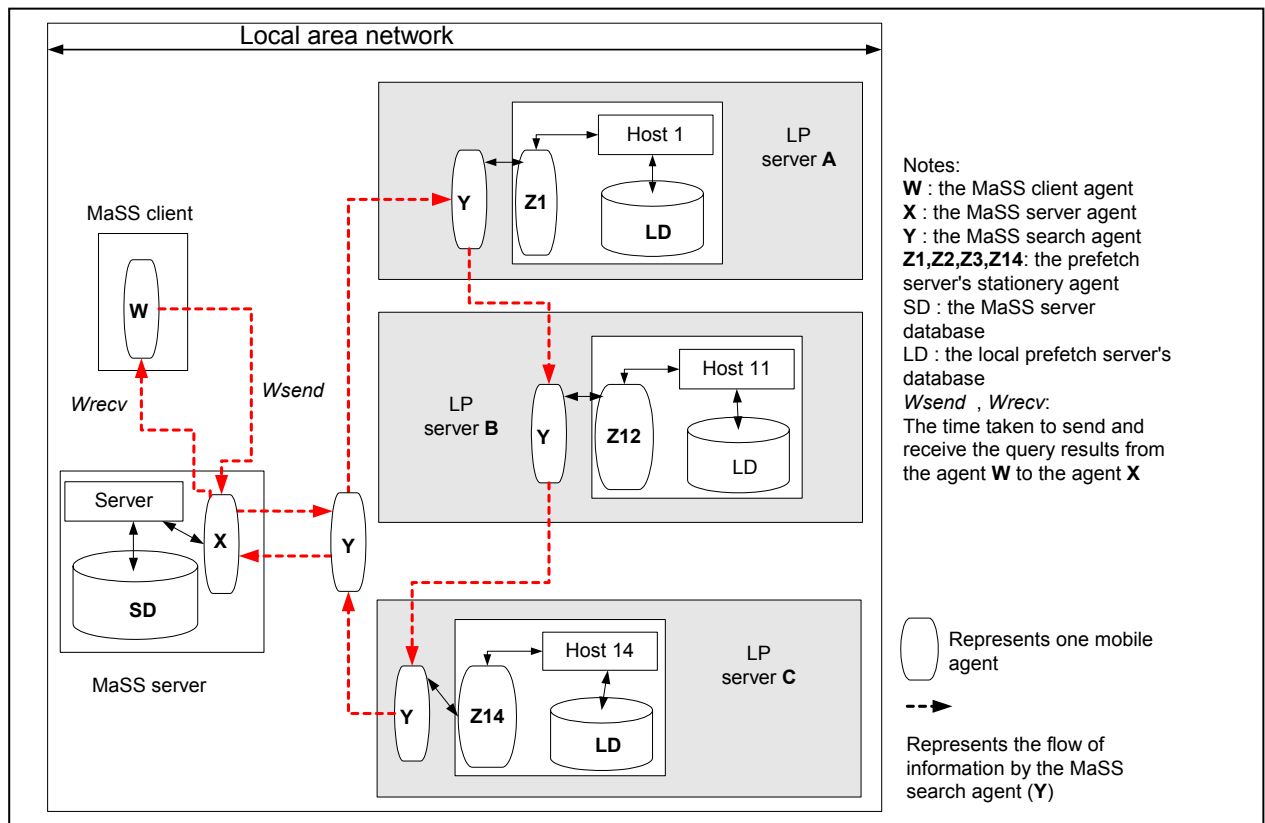 Local area network
MaSS client
W
Wrecv
Wsend
Server
X
SD
MaSS server
Y
LP
server A
Y
Z1
Host 1
LD
LP
server B
Y
Z12
Host 11
LD
LP
server C
Y
Z14
Host 14
LD
Notes:
W : the MaSS client agent
X : the MaSS server agent
Y : the MaSS search agent
Z1,Z2,Z3,Z14: the prefetch
server's stationery agent
SD : the MaSS server
database
LD : the local prefetch server's
database
Wsend , Wrecv:
The time taken to send and
receive the query results from
the agent W to the agent X
Represents one mobile
agent
Represents the flow of
information by the MaSS
search agent (Y)